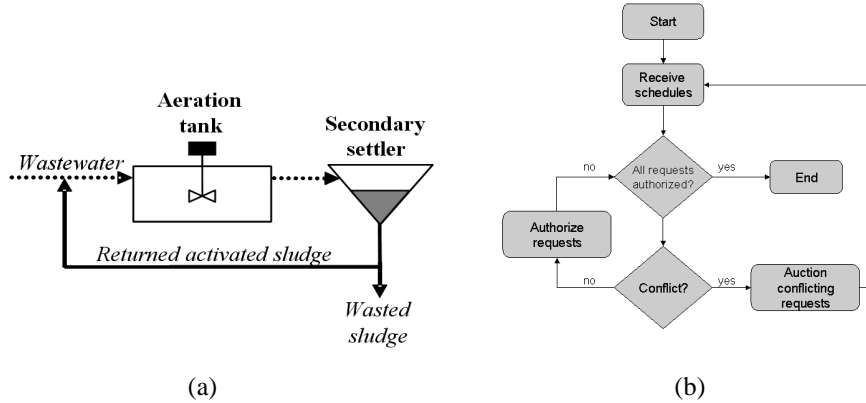 Aeration
tank
Secondary
settler
Wastewater
Returned activated sludge
Wasted
sludge
(a)
Start
Receive
schedules
All requests
authorized?
no
yes
End
Authorize
requests
Conflict?
no
yes
Auction
conflicting
requests
(b)